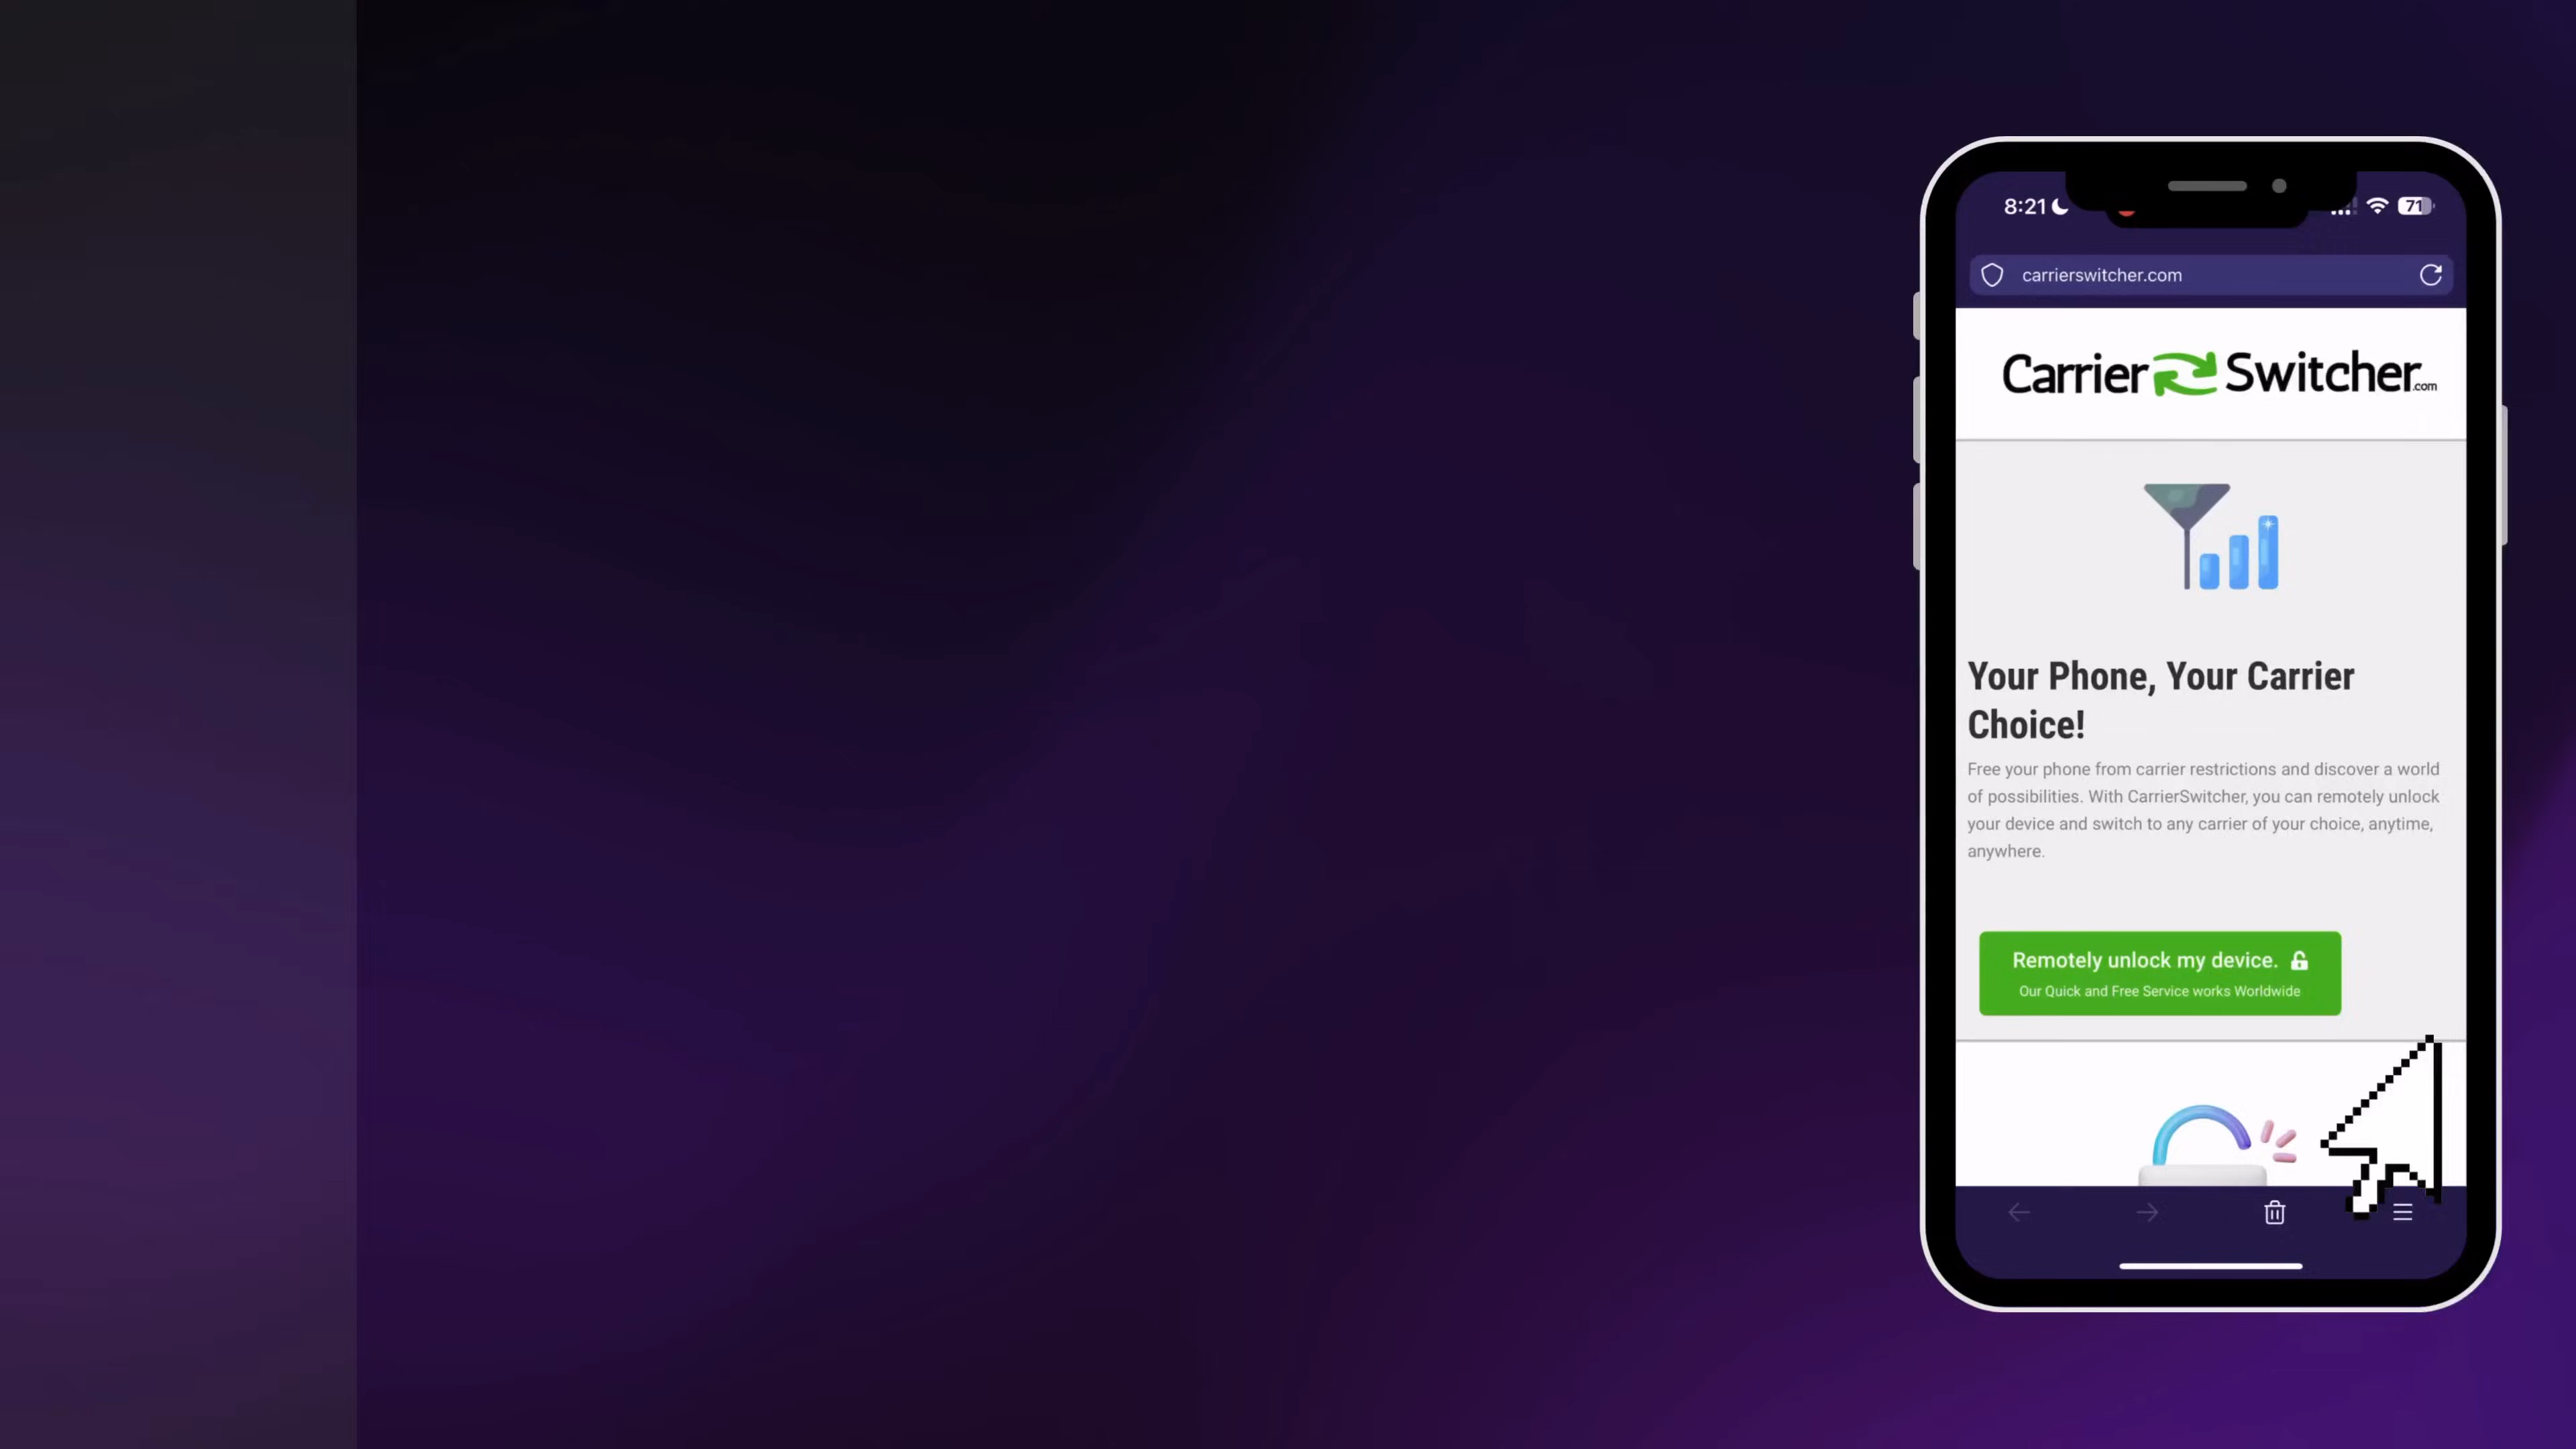 8:21
71
carrierswitcher.com
Carrier Switcher.com
Your Phone, Your Carrier
Choice!
Free your phone from carrier restrictions and discover a world
of possibilities. With CarrierSwitcher, you can remotely unlock
your device and switch to any carrier of your choice, anytime,
anywhere.
Remotely unlock my device.
Our Quick and Free Service works Worldwide